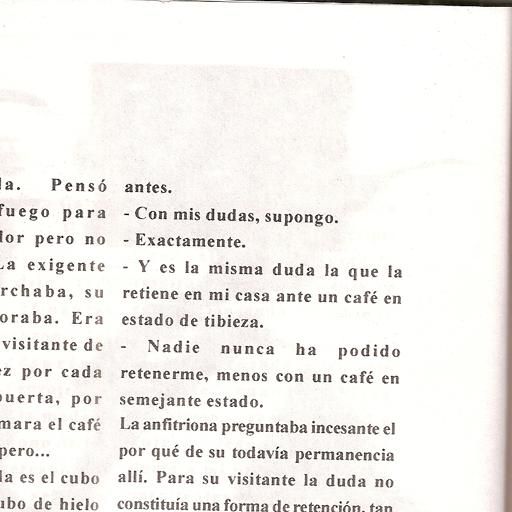 la. Pensó
fuego para
lor pero no
La exigente
rchaba, su
oraba. Era
visitante de
ez por cada
puerta, por
mara el café
pero...
la es el cubo
ubo de hielo
antes.
- Con mis dudas, supongo.
- Exactamente.
- Y es la misma duda la que la
retiene en mi casa ante un café en
estado de tibieza.
- Nadie nunca ha podido
retenerme, menos con un café en
semejante estado.
La anfitriona preguntaba incesante el
por qué de su todavía permanencia
allí. Para su visitante la duda no
constituía una forma de retención, tan